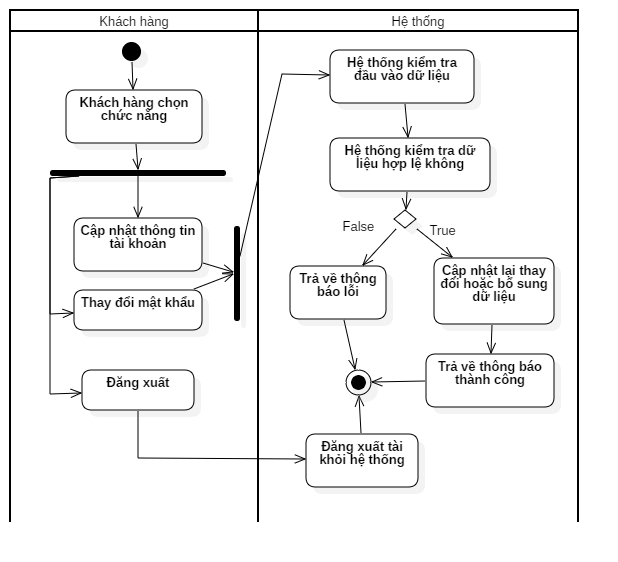 Khách hàng
Hệ thống
Khách hàng chọn
chức năng
Cập nhật thông tin
tài khoản
Thay đổi mật khẩu
Đăng xuất
Hệ thống kiểm tra
đầu vào dữ liệu
Hệ thống kiểm tra dữ
liệu hợp lệ không
False
True
Trả về thông
báo lỗi
Cập nhật lại thay
đổi hoặc bổ sung
dữ liệu
Trả về thông báo
thành công
Đăng xuất tài
khỏi hệ thống